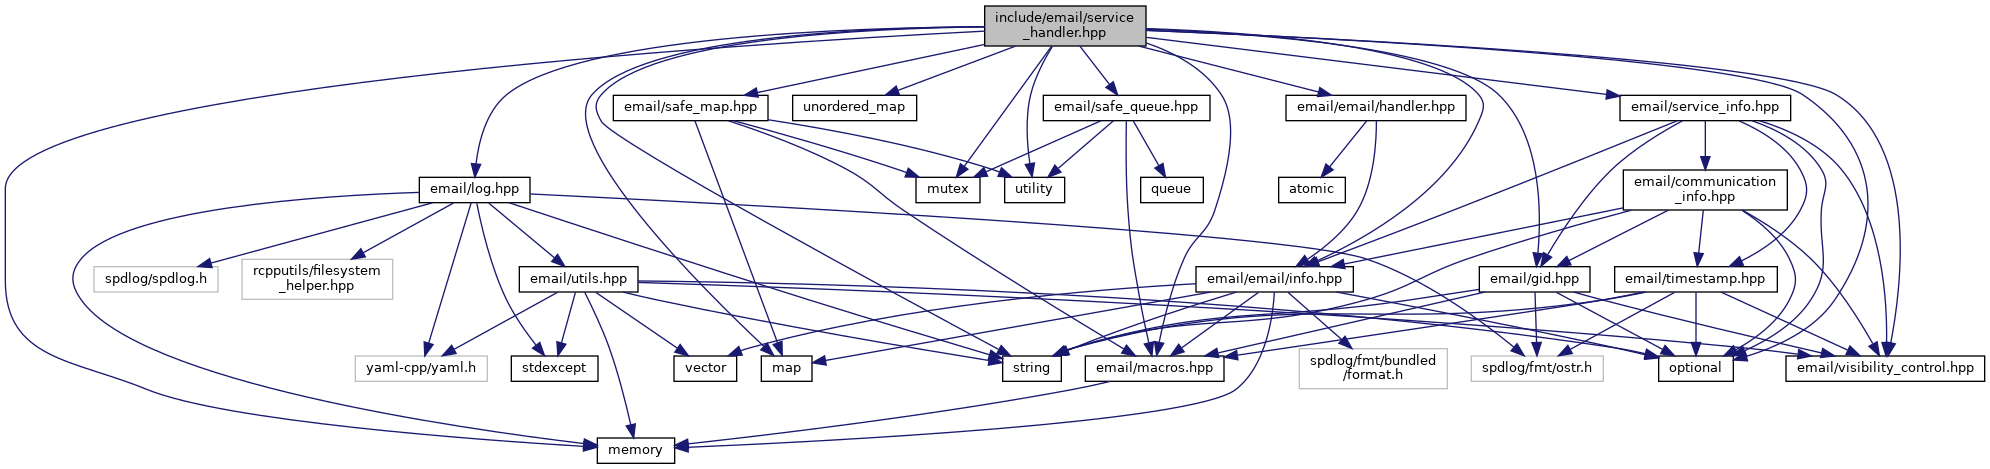 include/email/service
_handler.hpp
email/safe_map.hpp
unordered_map
email/safe_queue.hpp
email/email/handler.hpp
email/service_info.hpp
email/log.hpp
mutex
utility
queue
atomic
email/communication
_info.hpp
spdlog/spdlog.h
rcpputils/filesystem
_helper.hpp
email/utils.hpp
email/email/info.hpp
email/gid.hpp
email/timestamp.hpp
yaml-cpp/yaml.h
stdexcept
vector
map
string
email/macros.hpp
spdlog/fmt/bundled
/format.h
spdlog/fmt/ostr.h
optional
email/visibility_control.hpp
memory